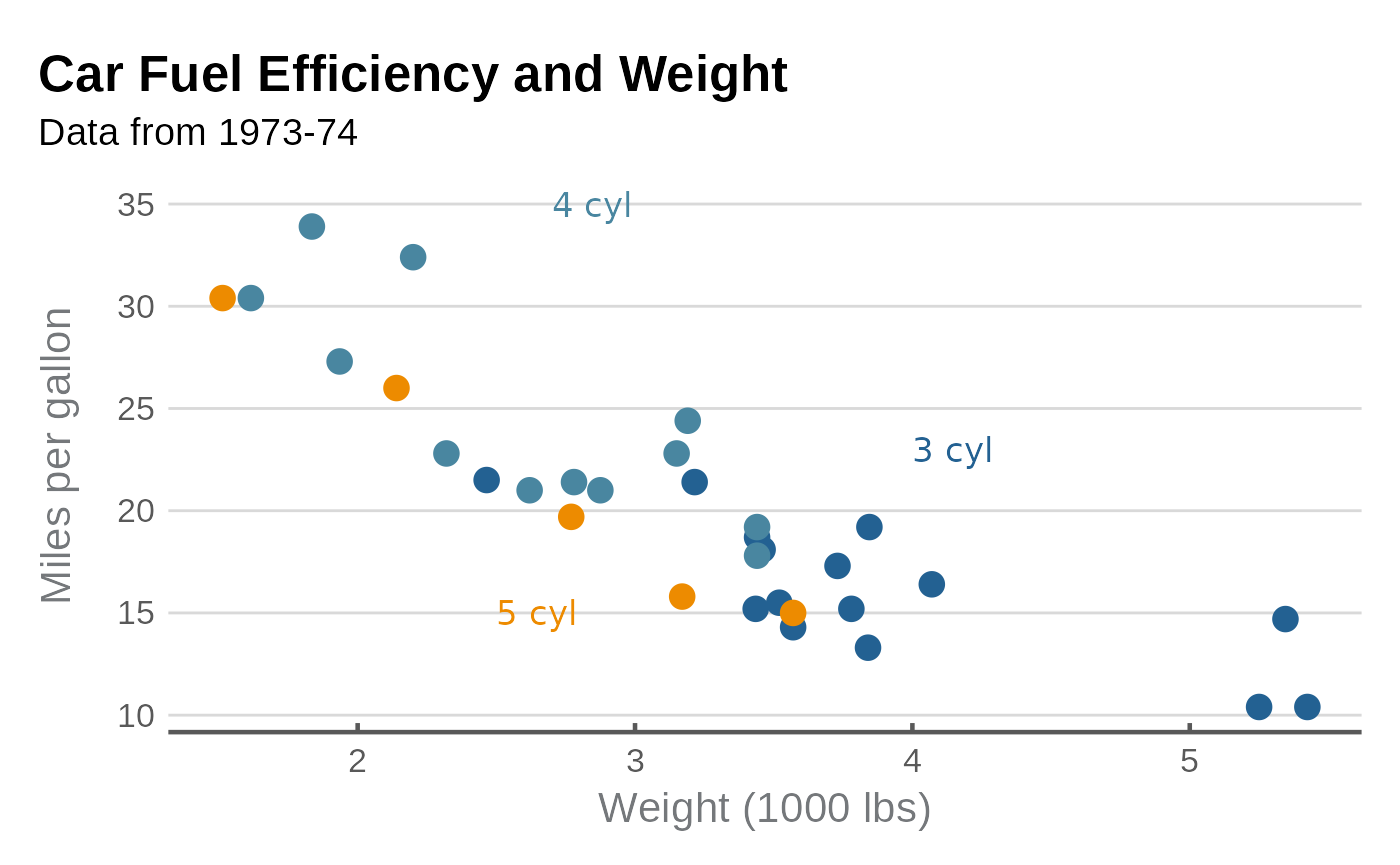 Car Fuel Efficiency and Weight
Data from 1973-74
35
4 cyl
30
25
3 cyl
20
15
5 cyl
10
Miles per gallon
2 3 4 5
Weight (1000 lbs)